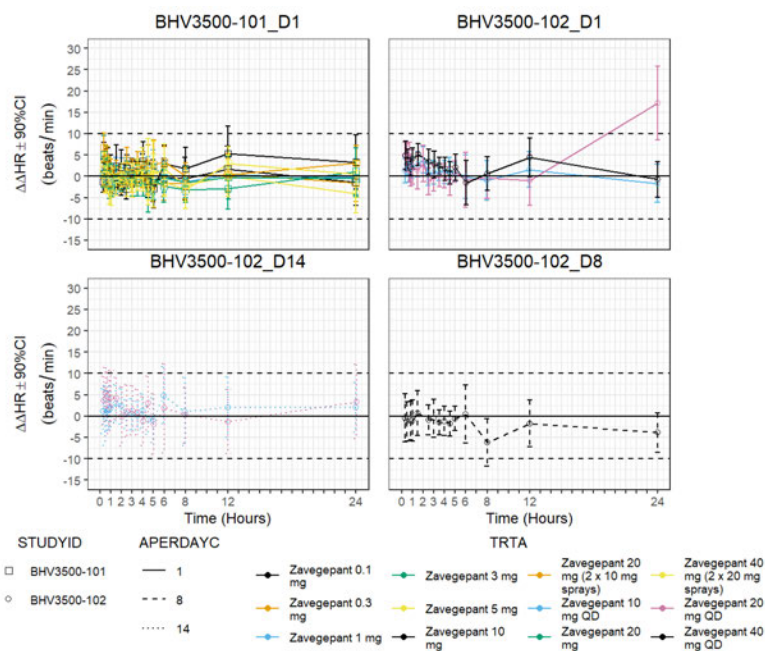 BHV3500-101_D1
BHV3500-102_D1
30
25
20
15
10
5
0
-5
-10
-15
ΔΔHR ± 90%CI
(beats/min)
BHV3500-102_D14
BHV3500-102_D8
30
25
20
15
10
5
0
-5
-10
-15
ΔΔHR ± 90%CI
(beats/min)
0 1 2 3 4 5 6 8 12 24
0 1 2 3 4 5 6 8 12 24
Time (Hours)
Time (Hours)
STUDYID
BHV3500-101
BHV3500-102
APERDAYC
1
8
14
TRTA
Zavegepant 0.1
mg
Zavegepant 0.3
mg
Zavegepant 1 mg
Zavegepant 3 mg
Zavegepant 5 mg
Zavegepant 10
mg
Zavegepant 20
mg (2 x 10 mg
sprays)
Zavegepant 10
mg QD
Zavegepant 20
mg
Zavegepant 40
mg (2 x 20 mg
sprays)
Zavegepant 20
mg QD
Zavegepant 40
mg QD